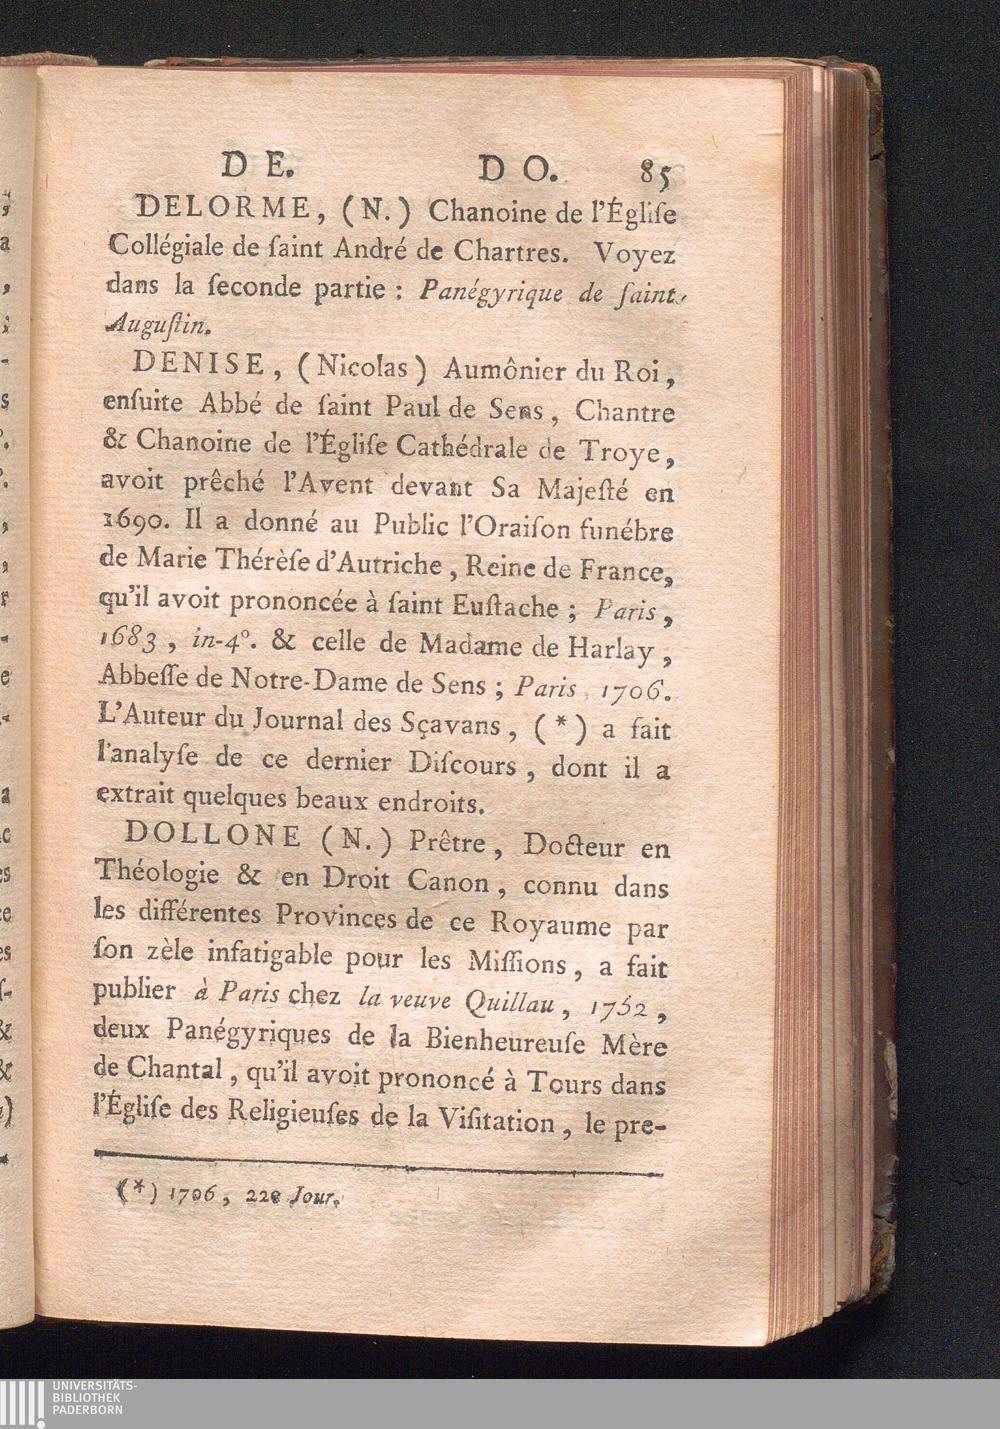 D E. D O. 85
DELORME, (N.) Chanoine de l'Égliſe
Collégiale de ſaint André de Chartres. Voyez
dans la ſeconde partie : Panégyrique de ſaint
Auguſtin.
DENISE, (Nicolas) Aumônier du Roi,
enſuite Abbé de ſaint Paul de Sens, Chantre
& Chanoine de l'Égliſe Cathédrale de Troye,
avoit prêché l'Avent devant Sa Majeſté en
1690. Il a donné au Public l'Oraiſon funébre
de Marie Thérèſe d'Autriche, Reine de France,
qu'il avoit prononcée à ſaint Euſtache ; Paris,
1683, in-4°. & celle de Madame de Harlay,
Abbeſſe de Notre-Dame de Sens ; Paris, 1706.
L'Auteur du Journal des Sçavans, (*) a fait
l'analyſe de ce dernier Diſcours, dont il a
extrait quelques beaux endroits.
DOLLONE (N.) Prêtre, Docteur en
Théologie & en Droit Canon, connu dans
les différentes Provinces de ce Royaume par
ſon zèle infatigable pour les Miſſions, a fait
publier à Paris chez la veuve Quillau, 1752,
deux Panégyriques de la Bienheureuſe Mère
de Chantal, qu'il avoit prononcé à Tours dans
l'Égliſe des Religieuſes de la Viſitation, le pre-
(*) 1706, 22e Jour.
UNIVERSITÄTS-
BIBLIOTHEK
PADERBORN